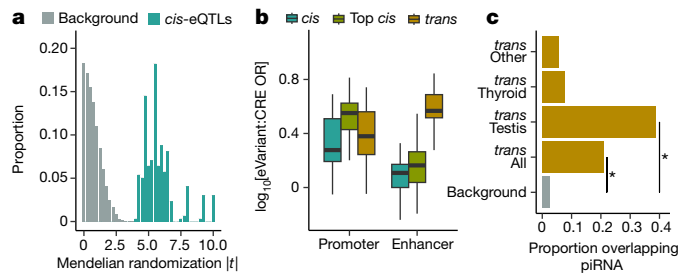 a
Background cis-eQTLs
Proportion
0.20
0.15
0.10
0.05
0
0 2.5 5.0 7.5 10.0
Mendelian randomization |t|
b
cis Top cis trans
log10[eVariant:CRE OR]
0.8
0.4
0
Promoter Enhancer
c
trans
Other
trans
Thyroid
trans
Testis
trans
All
Background
*
*
0 0.1 0.2 0.3 0.4
Proportion overlapping
piRNA